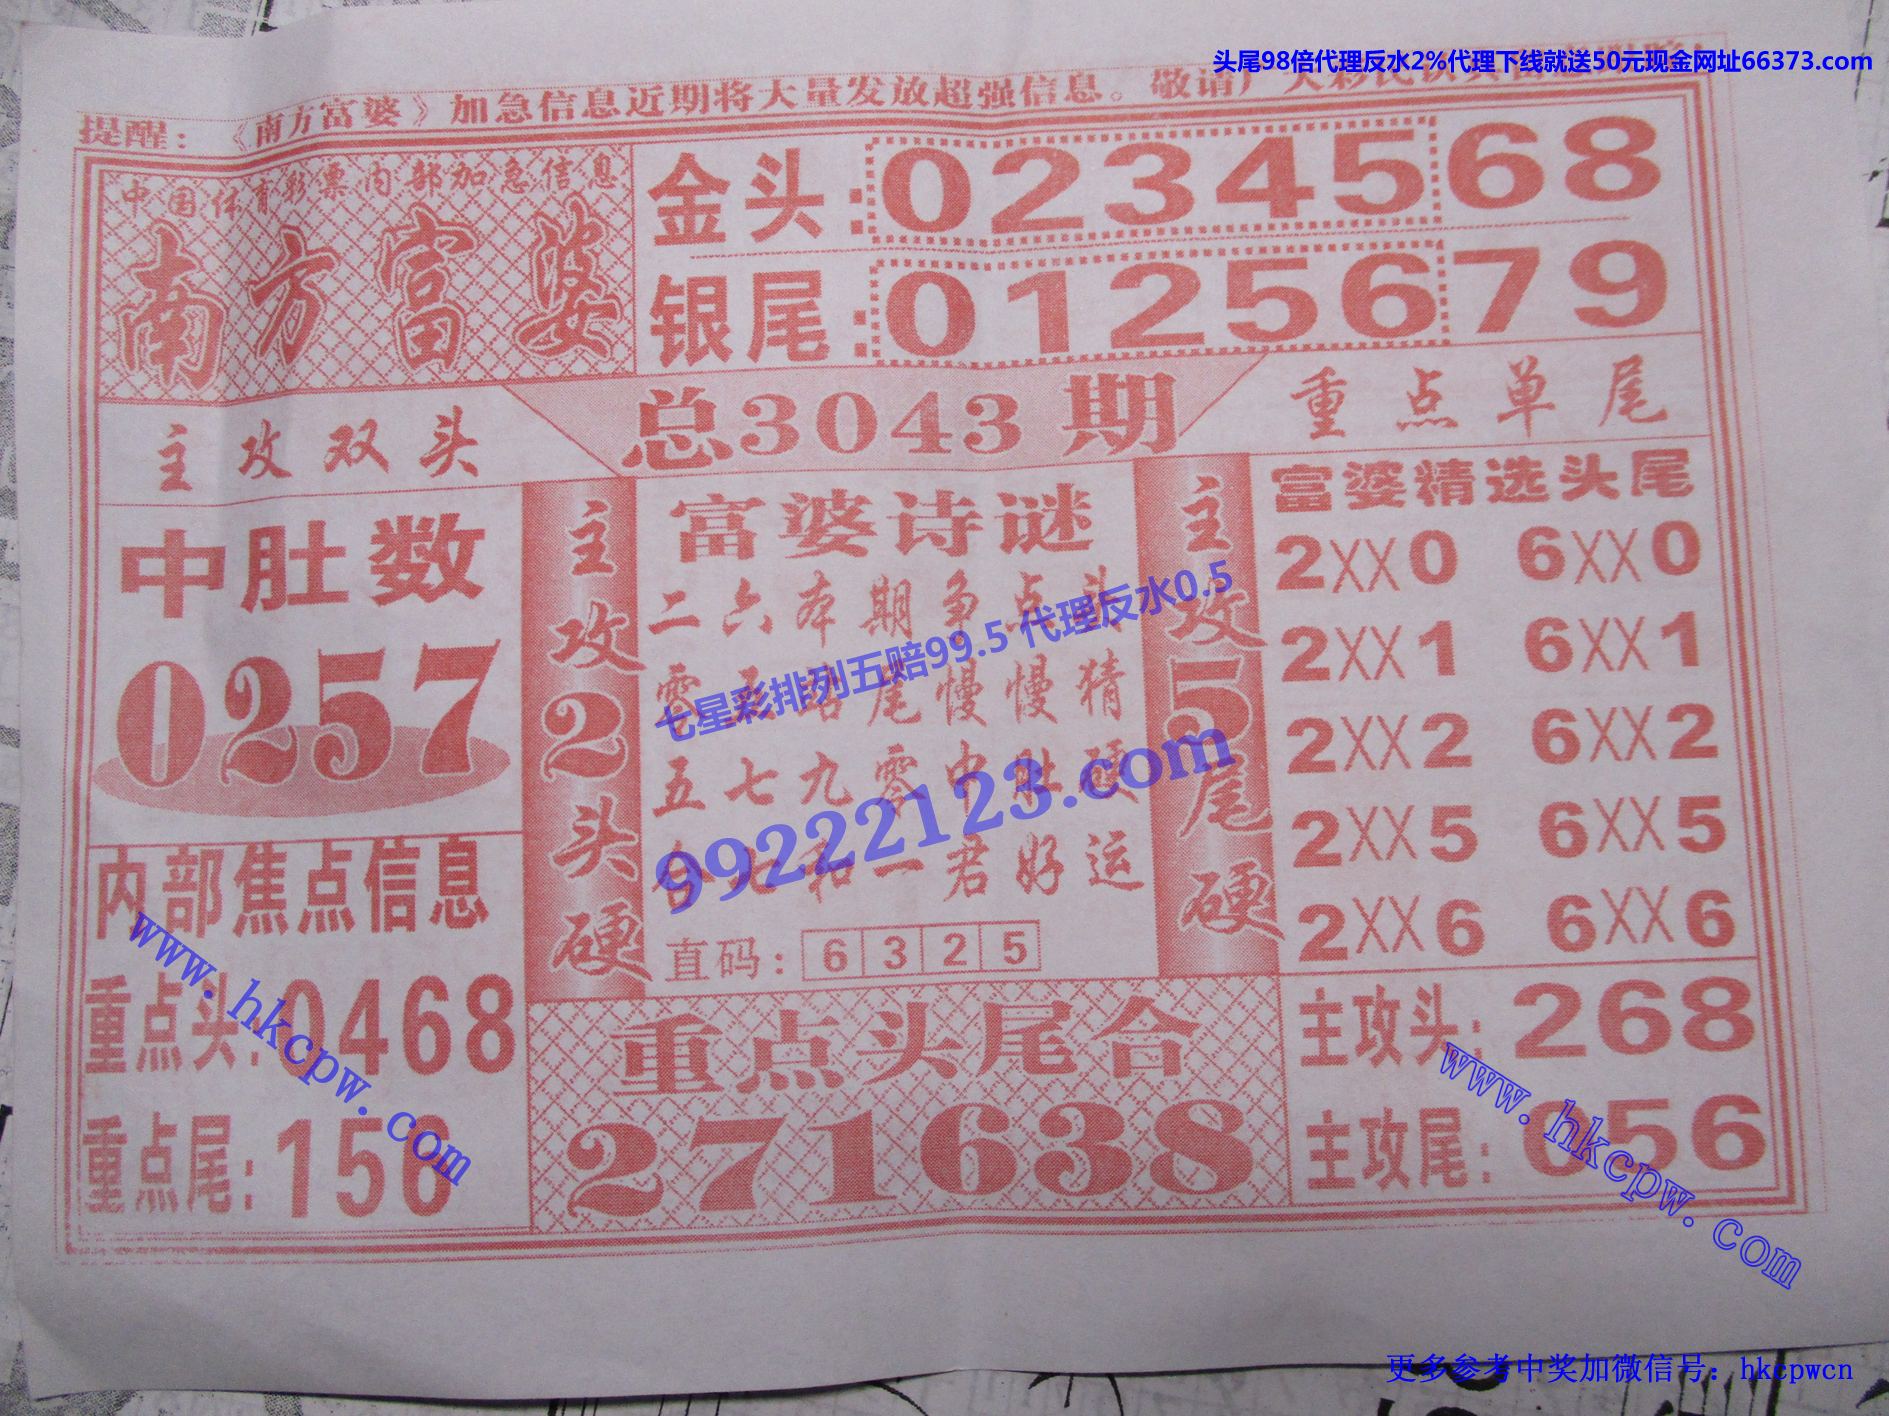 头尾98倍代理反水2%代理下线就送50元现金网址66373.com
提醒：《南方富婆》加急信息近期将大量发放超强信息。敬请广大彩民
中国体育彩票内部加急信息
南方富婆
金头：0234568
银尾：0125679
总3043期
主攻双头
重点单尾
中肚数
0257
内部焦点信息
重点头：0468
重点尾：156
主攻2头硬
富婆诗谜
二六本期争点头
零 尾慢慢猜
五七九零中肚硬
合 和一君好运
直码：6325
主攻5尾硬
重点头尾合
271638
富婆精选头尾
2XX0 6XX0
2XX1 6XX1
2XX2 6XX2
2XX5 6XX5
2XX6 6XX6
主攻头：268
主攻尾：056
七星彩排列五赔99.5 代理反水0.5
99222123.com
www.hkcpw.com
www.hkcpw.com
更多参考中奖加微信号：hkcpwcn